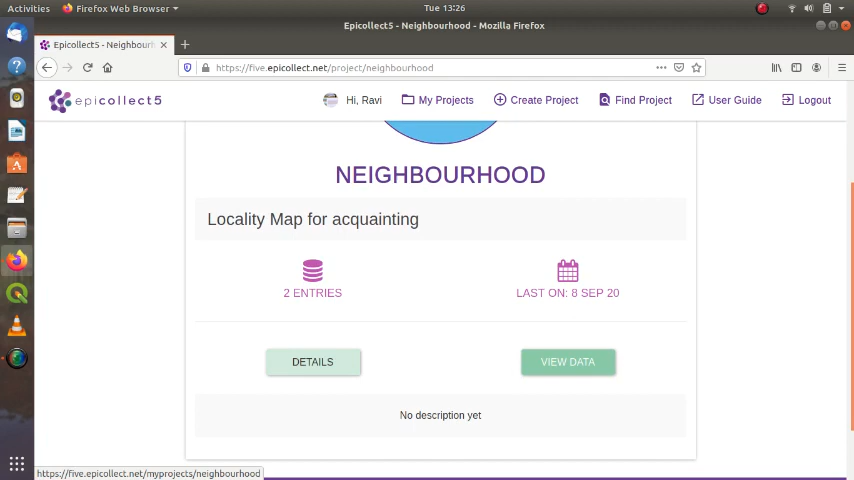 Activities
Firefox Web Browser
Tue 13:26
Epicollect5 - Neighbourhood - Mozilla Firefox
Epicollect5 - Neighbourh
https://five.epicollect.net/project/neighbourhood
epicollect5
Hi, Ravi
My Projects
Create Project
Find Project
User Guide
Logout
NEIGHBOURHOOD
Locality Map for acquainting
2 ENTRIES
LAST ON: 8 SEP 20
DETAILS
VIEW DATA
No description yet
https://five.epicollect.net/myprojects/neighbourhood